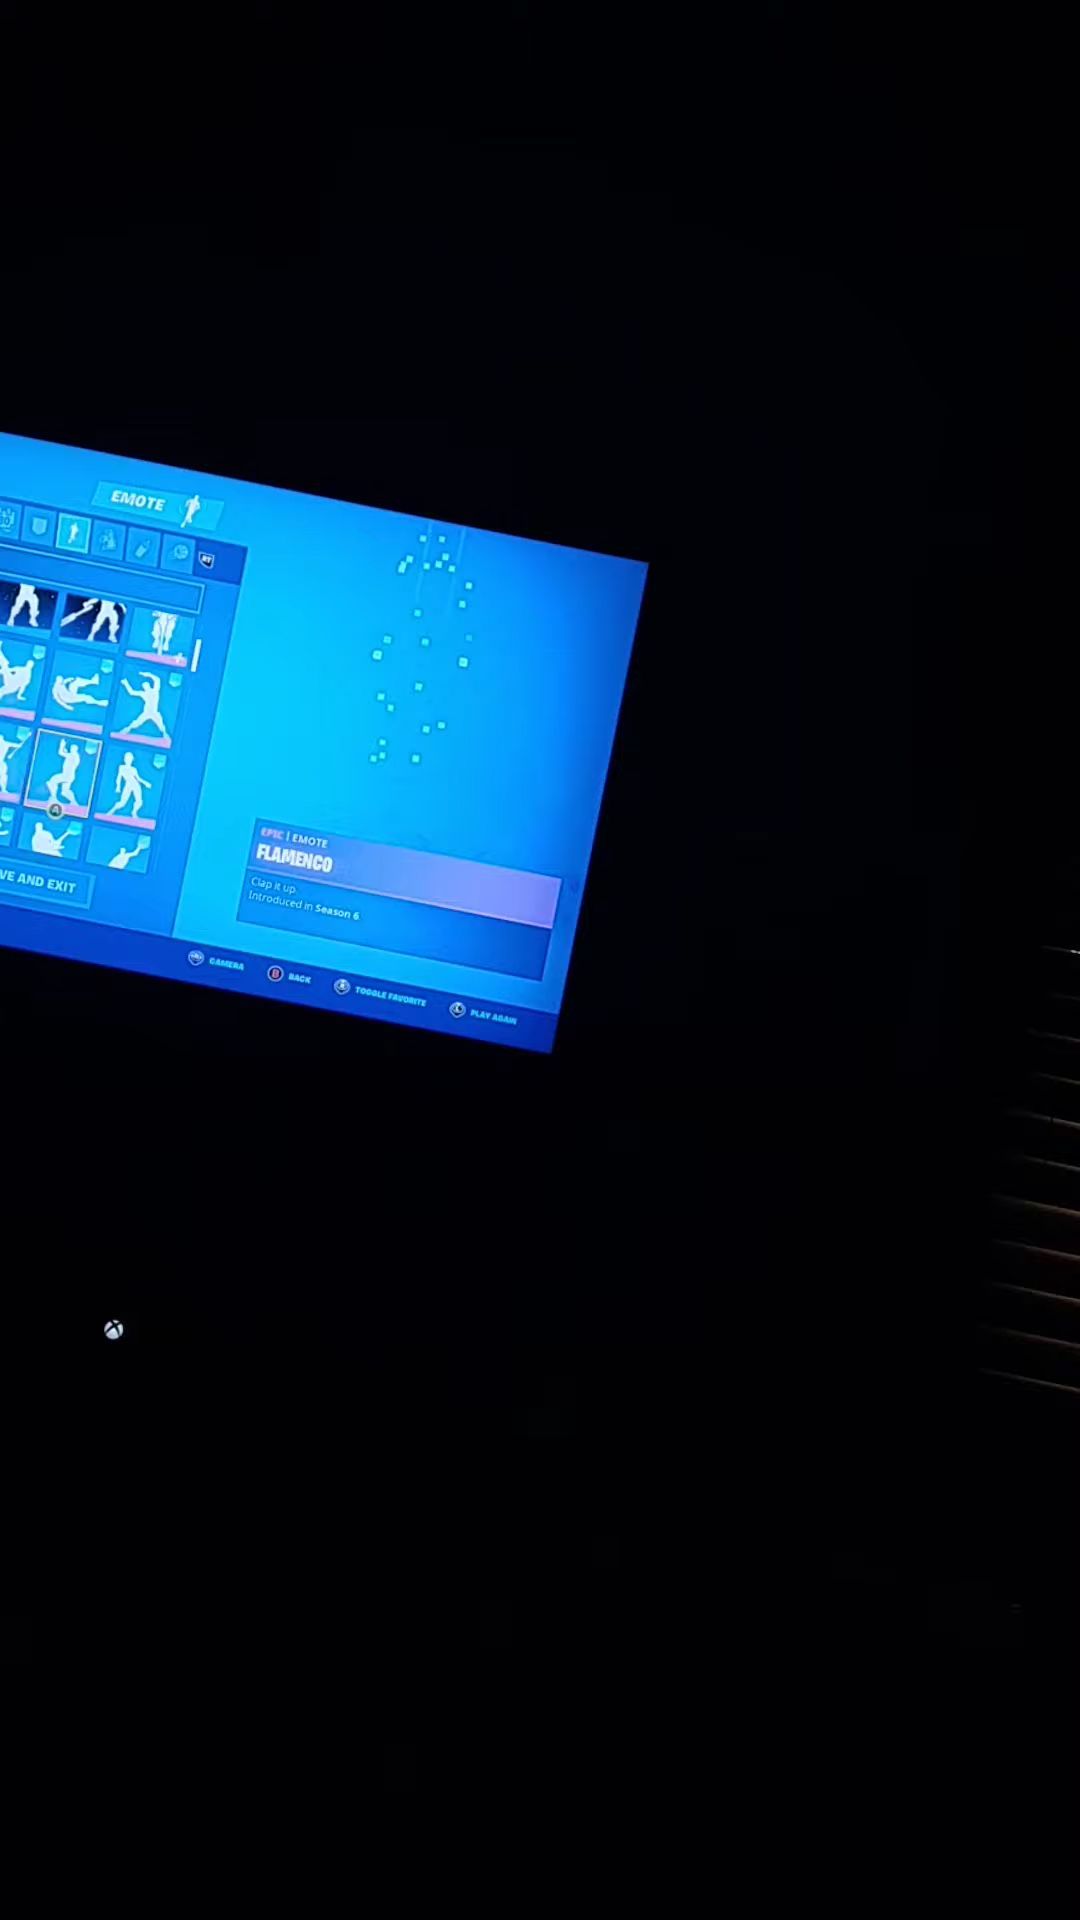 EMOTE
RT
EPIC | EMOTE
FLAMENCO
Clap it up.
Introduced in Season 6.
A
VE AND EXIT
CAMERA
B BACK
TOGGLE FAVORITE
PLAY AGAIN